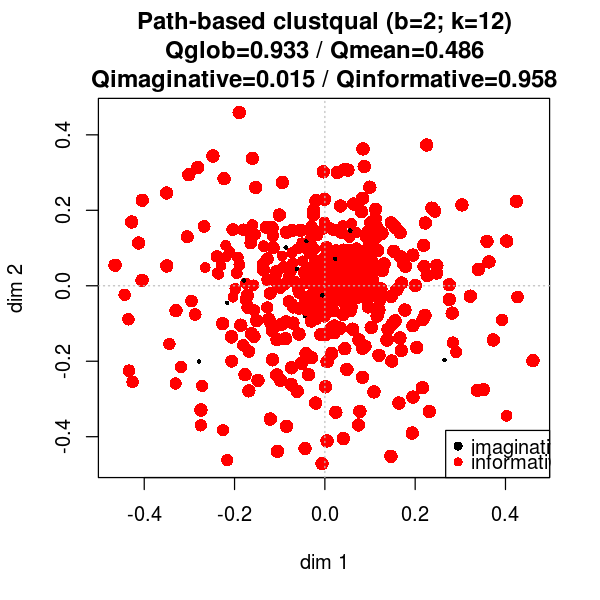 Path-based clustqual (b=2; k=12)
Qglob=0.933 / Qmean=0.486
Qimaginative=0.015 / Qinformative=0.958
0.4
0.2
0.0
-0.2
-0.4
dim 2
imaginati
informati
-0.4 -0.2 0.0 0.2 0.4
dim 1